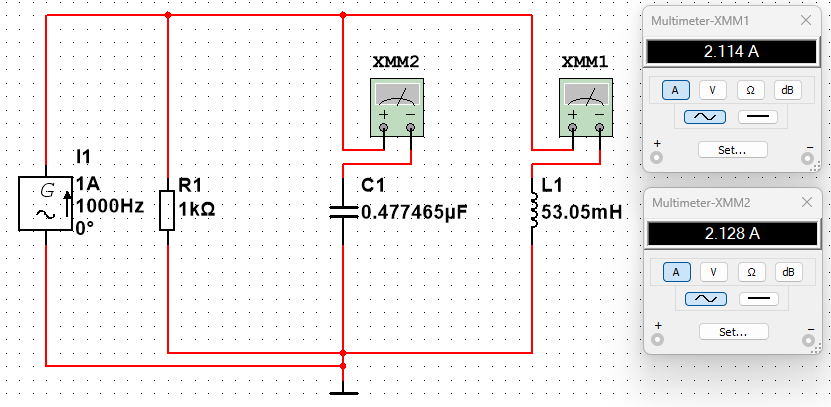 Multimeter-XMM1
2.114 A
A
V
Ω
dB
+
Set...
−
XMM2
+ −
XMM1
+ −
I1
G
1A
1000Hz
0°
R1
1kΩ
C1
0.477465µF
L1
53.05mH
Multimeter-XMM2
2.128 A
A
V
Ω
dB
+
Set...
−